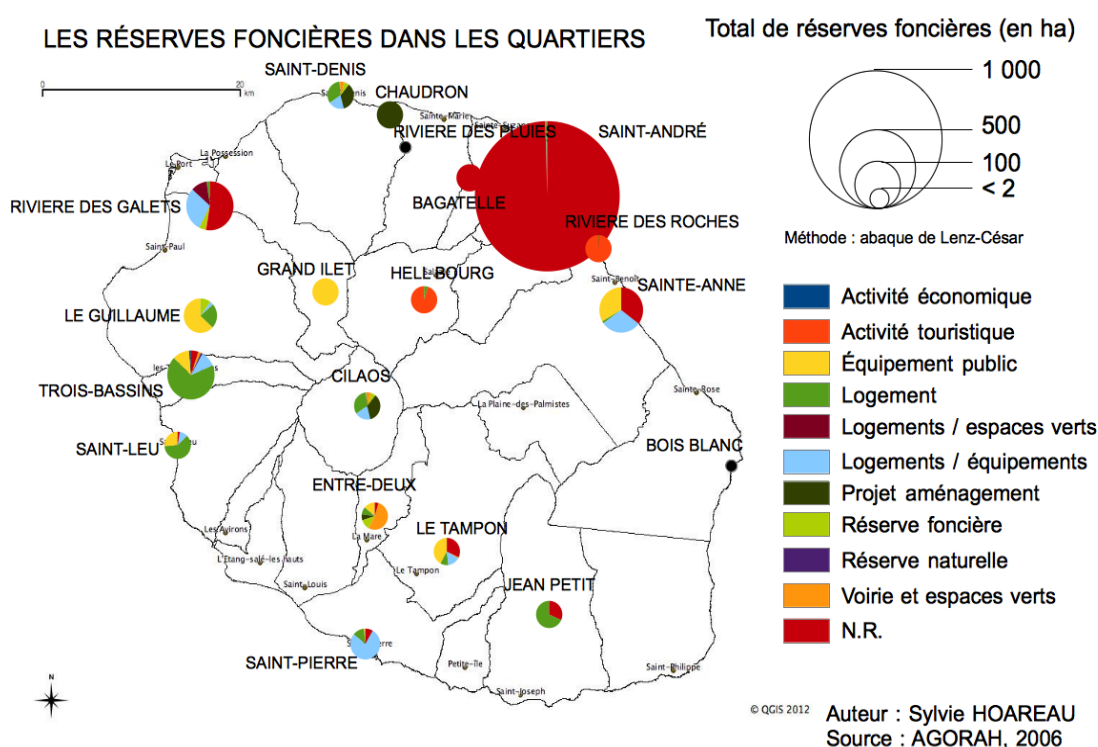 LES RÉSERVES FONCIÈRES DANS LES QUARTIERS
Total de réserves foncières (en ha)
1 000
500
100
< 2
Méthode : abaque de Lenz-César
20
km
SAINT-DENIS
CHAUDRON
Sainte-Marie
RIVIERE DES PLUIES
SAINT-ANDRÉ
La Possession
Le Port
RIVIERE DES GALETS
BAGATELLE
RIVIERE DES ROCHES
Saint-Paul
GRAND ILET
HELL-BOURG
Saint-Benoît
SAINTE-ANNE
LE GUILLAUME
TROIS-BASSINS
CILAOS
Sainte-Rose
La Plaine-des-Palmistes
SAINT-LEU
BOIS BLANC
ENTRE-DEUX
Les Avirons
La Mare
LE TAMPON
L'Etang-salé-les hauts
Le Tampon
Saint-Louis
JEAN PETIT
SAINT-PIERRE
Petite-île
Saint-Philippe
Saint-Joseph
N
Activité économique
Activité touristique
Équipement public
Logement
Logements / espaces verts
Logements / équipements
Projet aménagement
Réserve foncière
Réserve naturelle
Voirie et espaces verts
N.R.
© QGIS 2012
Auteur : Sylvie HOAREAU
Source : AGORAH, 2006